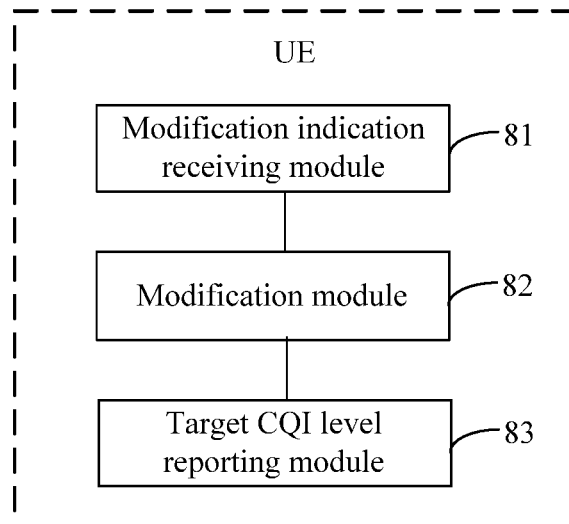 UE
Modification indication
receiving module
81
Modification module
82
Target CQI level
reporting module
83